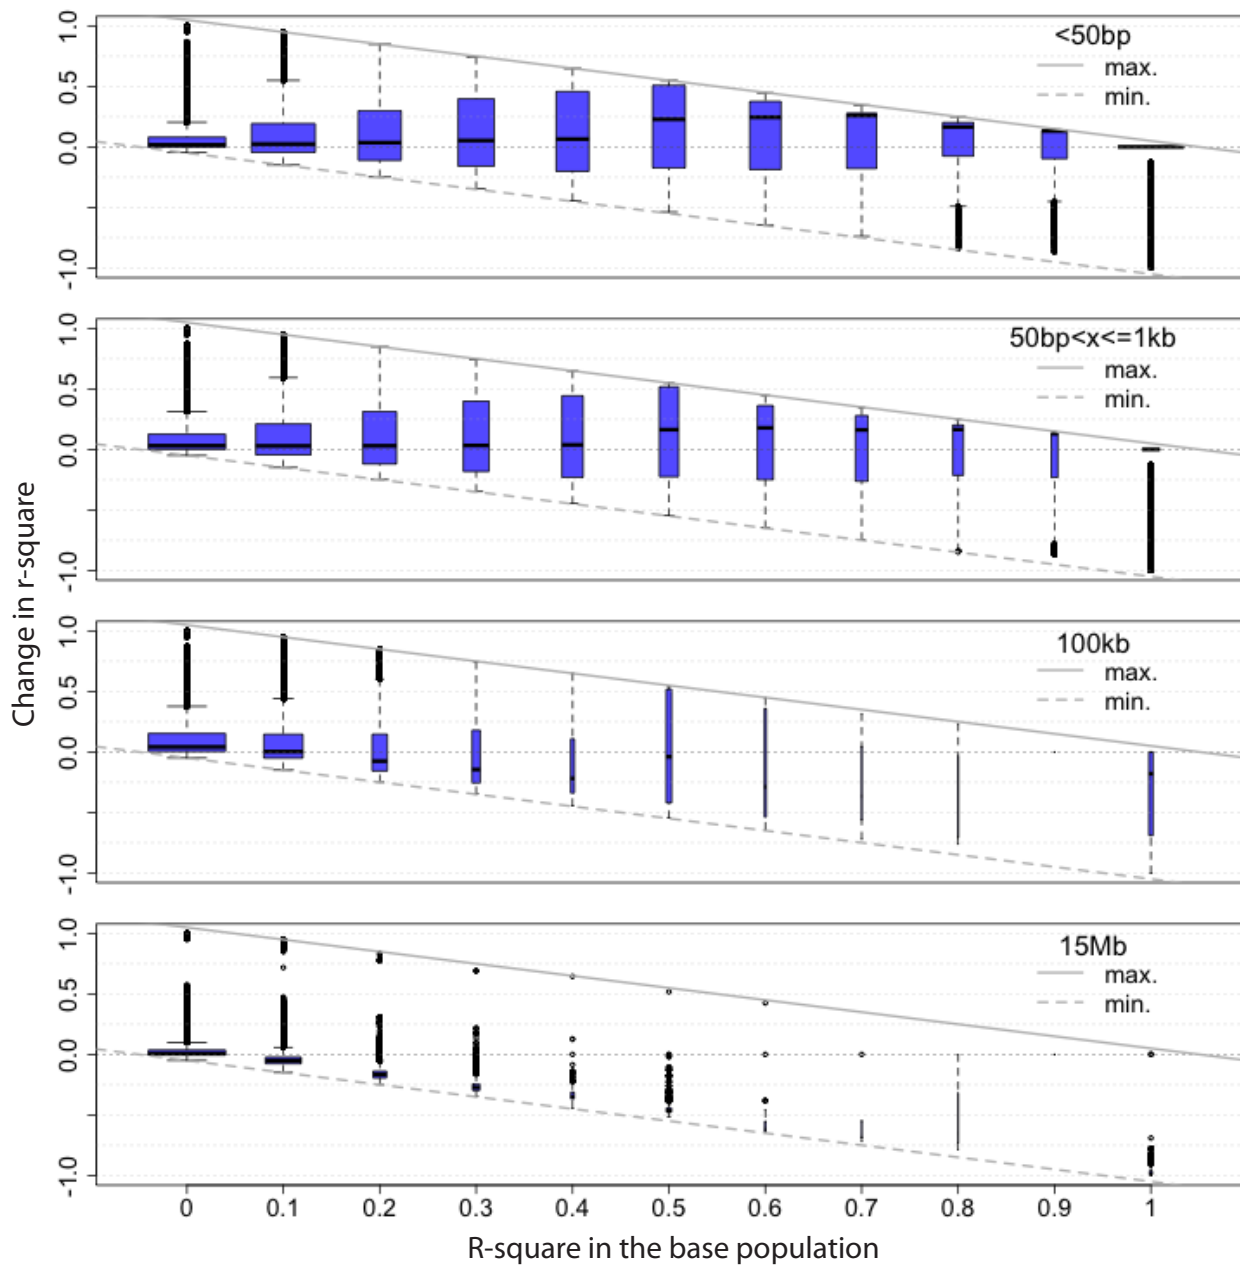 <50bp
max.
min.
1.0
0.5
0.0
-1.0
50bp<x<=1kb
max.
min.
1.0
0.5
0.0
-1.0
Change in r-square
100kb
max.
min.
1.0
0.5
0.0
-1.0
15Mb
max.
min.
1.0
0.5
0.0
-1.0
0 0.1 0.2 0.3 0.4 0.5 0.6 0.7 0.8 0.9 1
R-square in the base population